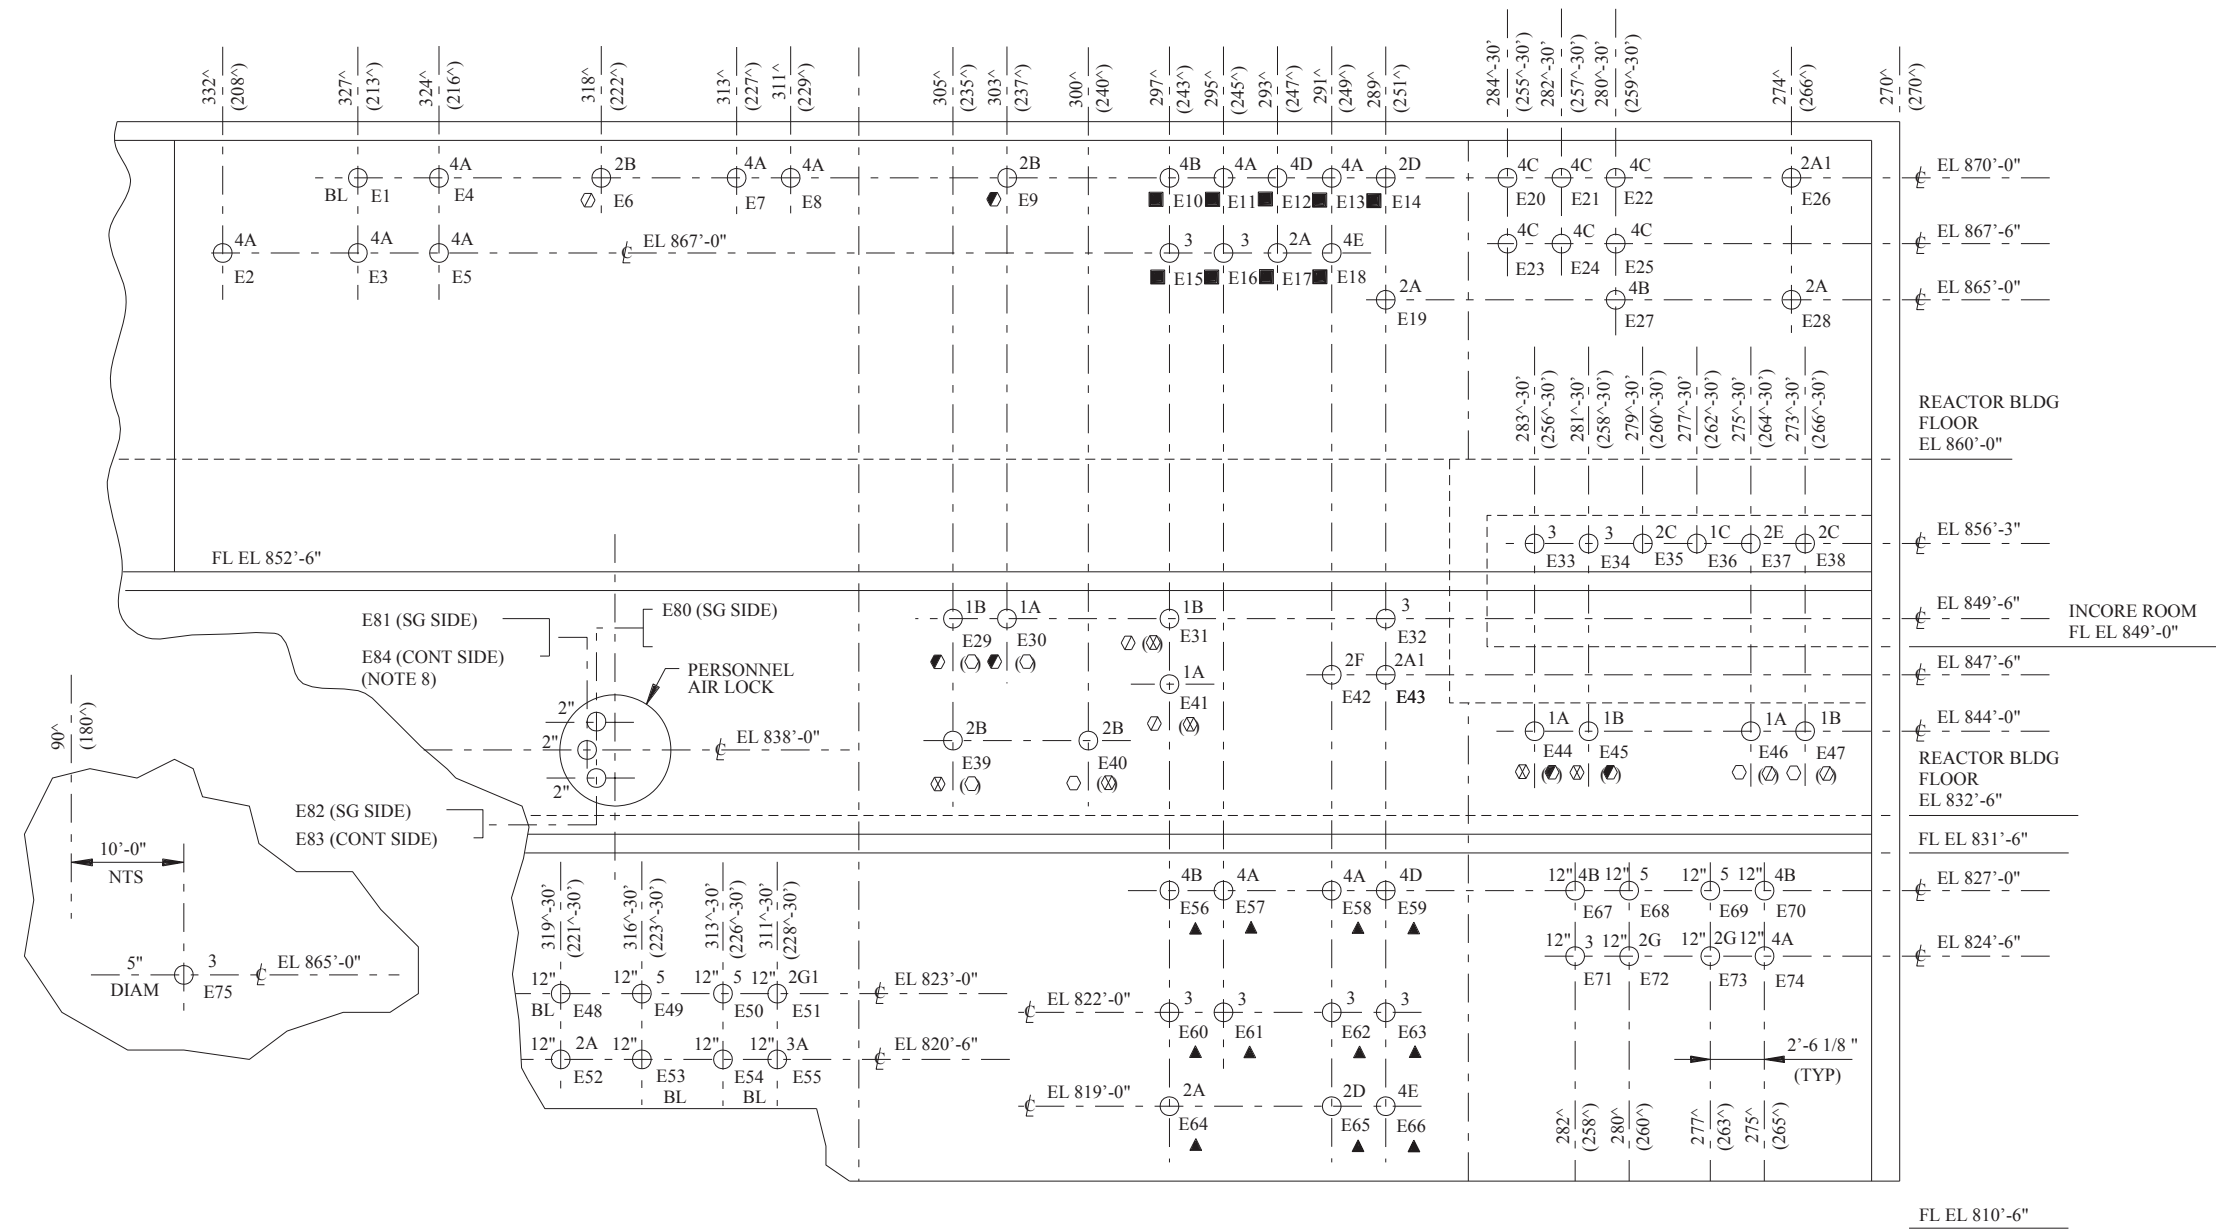 332^ (208^)
327^ (213^)
324^ (216^)
318^ (222^)
313^ (227^)
311^ (229^)
305^ (235^)
303^ (237^)
300^ (240^)
297^ (243^)
295^ (245^)
293^ (247^)
291^ (249^)
289^ (251^)
284^-30' (255^-30')
282^-30' (257^-30')
280^-30' (259^-30')
274^ (266^)
270^ (270^)
4A 2B 4A 4A 2B 4B 4A 4D 4A 2D 4C 4C 4C 2A1 EL 870'-0"
BL E1 E4 E6 E7 E8 E9 E10 E11 E12 E13 E14 E20 E21 E22 E26
4A 4A 4A EL 867'-0" 3 3 2A 4E 4C 4C 4C EL 867'-6"
E2 E3 E5 E15 E16 E17 E18 E23 E24 E25
2A 4B 2A EL 865'-0"
E19 E27 E28
283^-30' (256^-30')
281^-30' (258^-30')
279^-30' (260^-30')
277^-30' (262^-30')
275^-30' (264^-30')
273^-30' (266^-30')
REACTOR BLDG
FLOOR
EL 860'-0"
3 3 2C 1C 2E 2C EL 856'-3"
E33 E34 E35 E36 E37 E38
FL EL 852'-6"
E81 (SG SIDE)
E80 (SG SIDE)
E84 (CONT SIDE)
(NOTE 8)
1B 1A 1B 3 EL 849'-6"
E29 E30 E31 E32
INCORE ROOM
FL EL 849'-0"
PERSONNEL
AIR LOCK
1A 2F 2A1 EL 847'-6"
E41 E42 E43
2"
2"
2"
EL 838'-0"
2B 2B 1A 1B 1A 1B EL 844'-0"
E39 E40 E44 E45 E46 E47
REACTOR BLDG
FLOOR
EL 832'-6"
E82 (SG SIDE)
E83 (CONT SIDE)
FL EL 831'-6"
90^ (180^)
10'-0"
NTS
5"
DIAM
3
E75
EL 865'-0"
319^-30' (221^-30')
316^-30' (223^-30')
313^-30' (226^-30')
311^-30' (228^-30')
4B 4A 4A 4D 12" 4B 12" 5 12" 5 12" 4B EL 827'-0"
E56 E57 E58 E59 E67 E68 E69 E70
12" 3 12" 2G 12" 2G 12" 4A EL 824'-6"
E71 E72 E73 E74
12" 12" 5 12" 5 12" 2G1 EL 823'-0"
BL E48 E49 E50 E51
EL 822'-0" 3 3 3 3
E60 E61 E62 E63
12" 2A 12" 12" 12" 3A EL 820'-6"
E52 E53 E54 E55
BL BL
2'-6 1/8 "
(TYP)
EL 819'-0" 2A 2D 4E
E64 E65 E66
282^ (258^)
280^ (260^)
277^ (263^)
275^ (265^)
FL EL 810'-6"